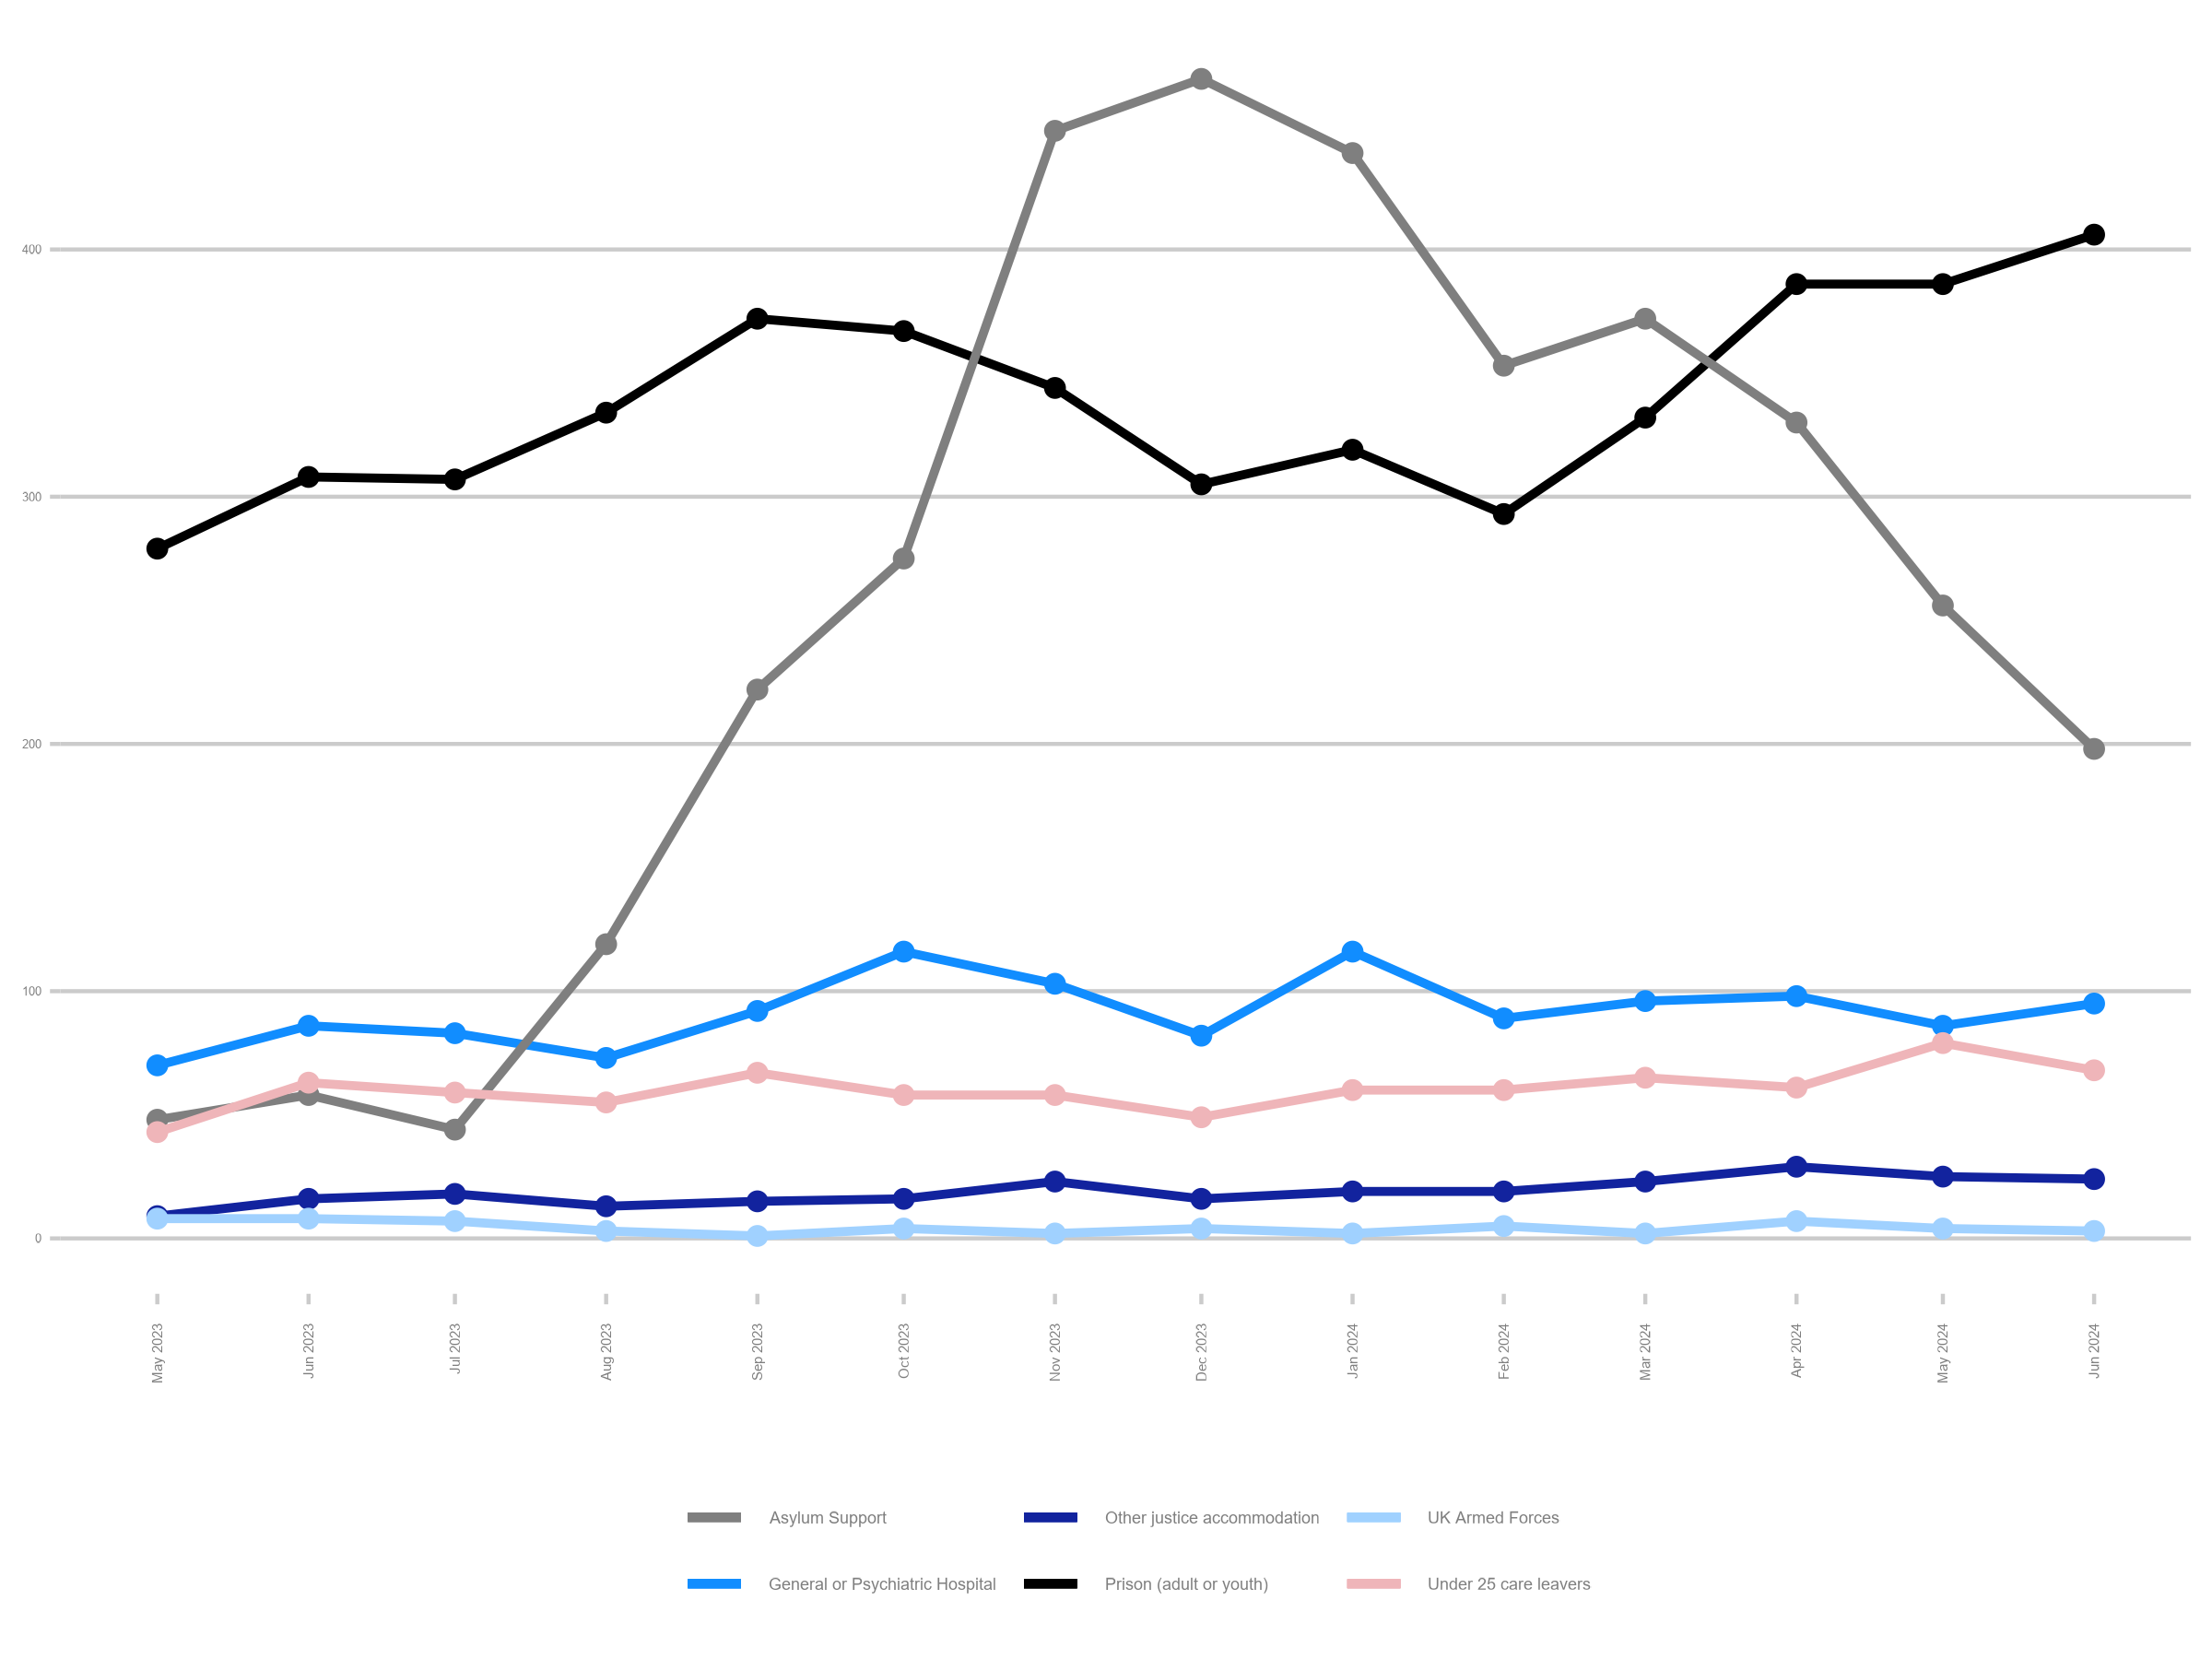 400
300
200
100
0
May 2023
Jun 2023
Jul 2023
Aug 2023
Sep 2023
Oct 2023
Nov 2023
Dec 2023
Jan 2024
Feb 2024
Mar 2024
Apr 2024
May 2024
Jun 2024
Asylum Support
Other justice accommodation
UK Armed Forces
General or Psychiatric Hospital
Prison (adult or youth)
Under 25 care leavers